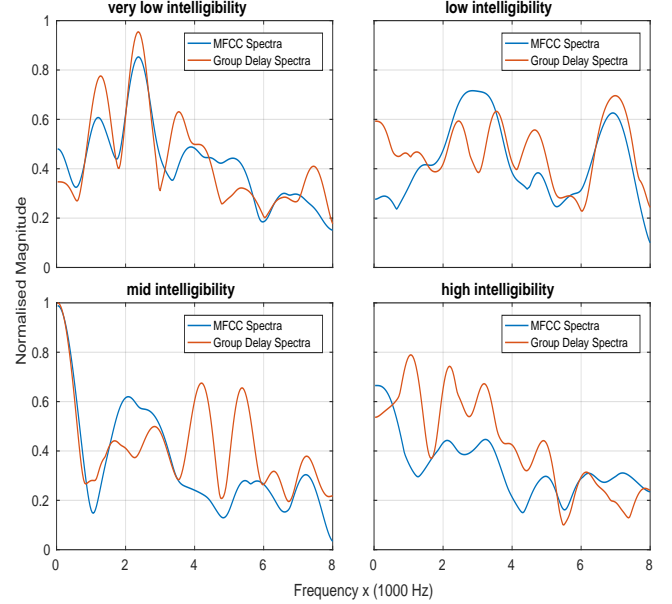 very low intelligibility
low intelligibility
1
0.8
0.6
0.4
0.2
0
MFCC Spectra
Group Delay Spectra
MFCC Spectra
Group Delay Spectra
Normalised Magnitude
mid intelligibility
high intelligibility
1
0.8
0.6
0.4
0.2
0
MFCC Spectra
Group Delay Spectra
MFCC Spectra
Group Delay Spectra
0 2 4 6 8
0 2 4 6 8
Frequency x (1000 Hz)